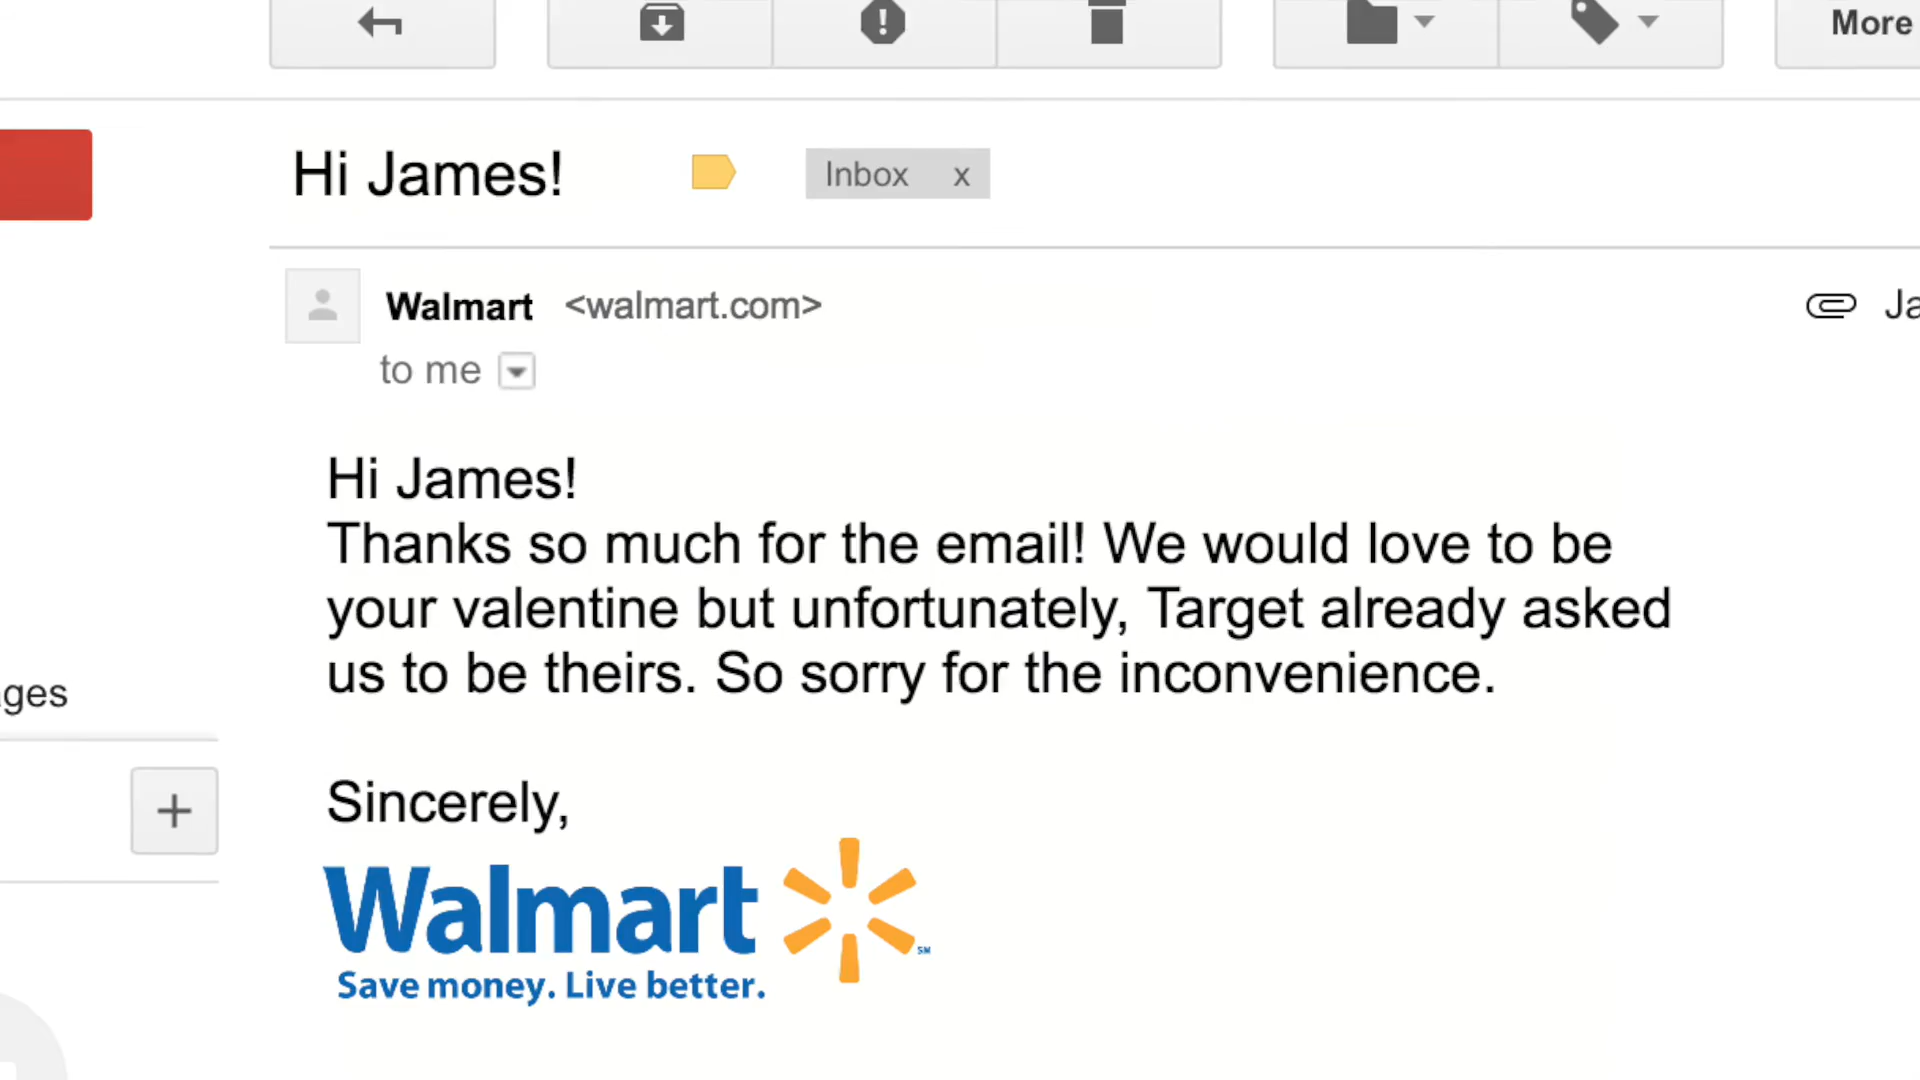 More
Hi James!
Inbox x
Walmart <walmart.com>
Ja
to me
Hi James!
Thanks so much for the email! We would love to be
your valentine but unfortunately, Target already asked
us to be theirs. So sorry for the inconvenience.
ges
Sincerely,
Walmart
SM
Save money. Live better.